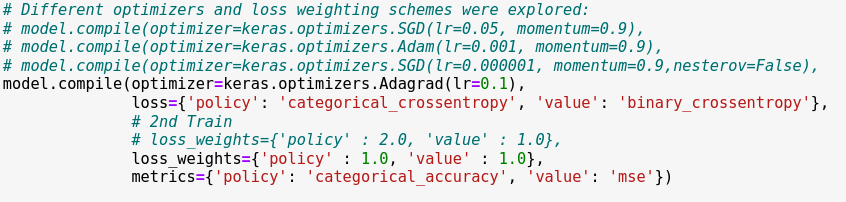 # Different optimizers and loss weighting schemes were explored:
# model.compile(optimizer=keras.optimizers.SGD(lr=0.05, momentum=0.9),
# model.compile(optimizer=keras.optimizers.Adam(lr=0.001, momentum=0.9),
# model.compile(optimizer=keras.optimizers.SGD(lr=0.000001, momentum=0.9,nesterov=False),
model.compile(optimizer=keras.optimizers.Adagrad(lr=0.1),
              loss={'policy': 'categorical_crossentropy', 'value': 'binary_crossentropy'},
              # 2nd Train
              # loss_weights={'policy' : 2.0, 'value' : 1.0},
              loss_weights={'policy' : 1.0, 'value' : 1.0},
              metrics={'policy': 'categorical_accuracy', 'value': 'mse'})